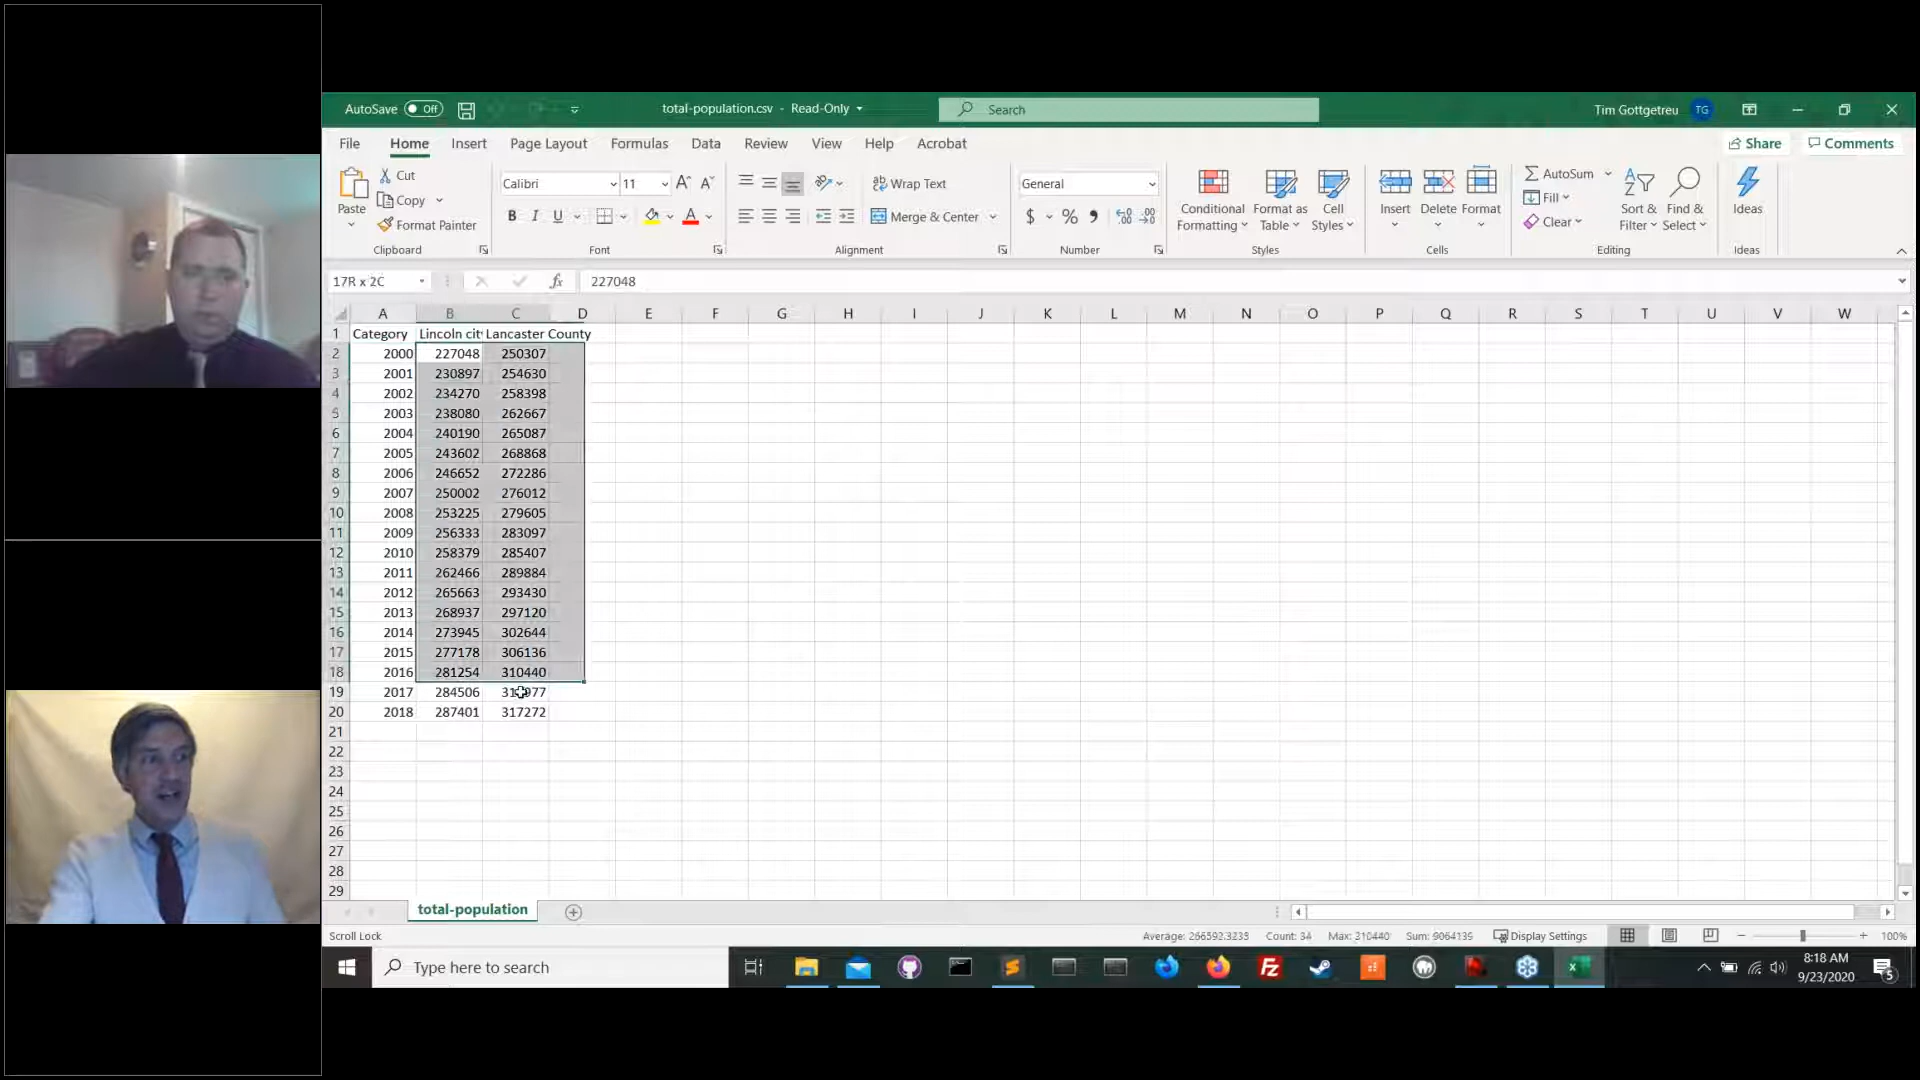 AutoSave Off total-population.csv - Read-Only Search Tim Gottgetreu TG
File Home Insert Page Layout Formulas Data Review View Help Acrobat Share Comments
Paste Cut Copy Format Painter Clipboard
Calibri 11 A A B I U A Font
Wrap Text Merge & Center Alignment
General $ % Number
Conditional Formatting Format as Table Cell Styles Styles
Insert Delete Format Cells
AutoSum Fill Clear Sort & Filter Find & Select Editing
Ideas Ideas
17R x 2C fx 227048
A B C D E F G H I J K L M N O P Q R S T U V W
1 Category Lincoln cit Lancaster County
2 2000 227048 250307
3 2001 230897 254630
4 2002 234270 258398
5 2003 238080 262667
6 2004 240190 265087
7 2005 243602 268868
8 2006 246652 272286
9 2007 250002 276012
10 2008 253225 279605
11 2009 256333 283097
12 2010 258379 285407
13 2011 262466 289884
14 2012 265663 293430
15 2013 268937 297120
16 2014 273945 302644
17 2015 277178 306136
18 2016 281254 310440
19 2017 284506
20 2018 287401 317272
21
22
23
24
25
26
27
28
29
total-population
Scroll Lock Average: 266592.3235 Count: 34 Max: 310440 Sum: 9064139 Display Settings 100%
Type here to search 8:18 AM
9/23/2020 5